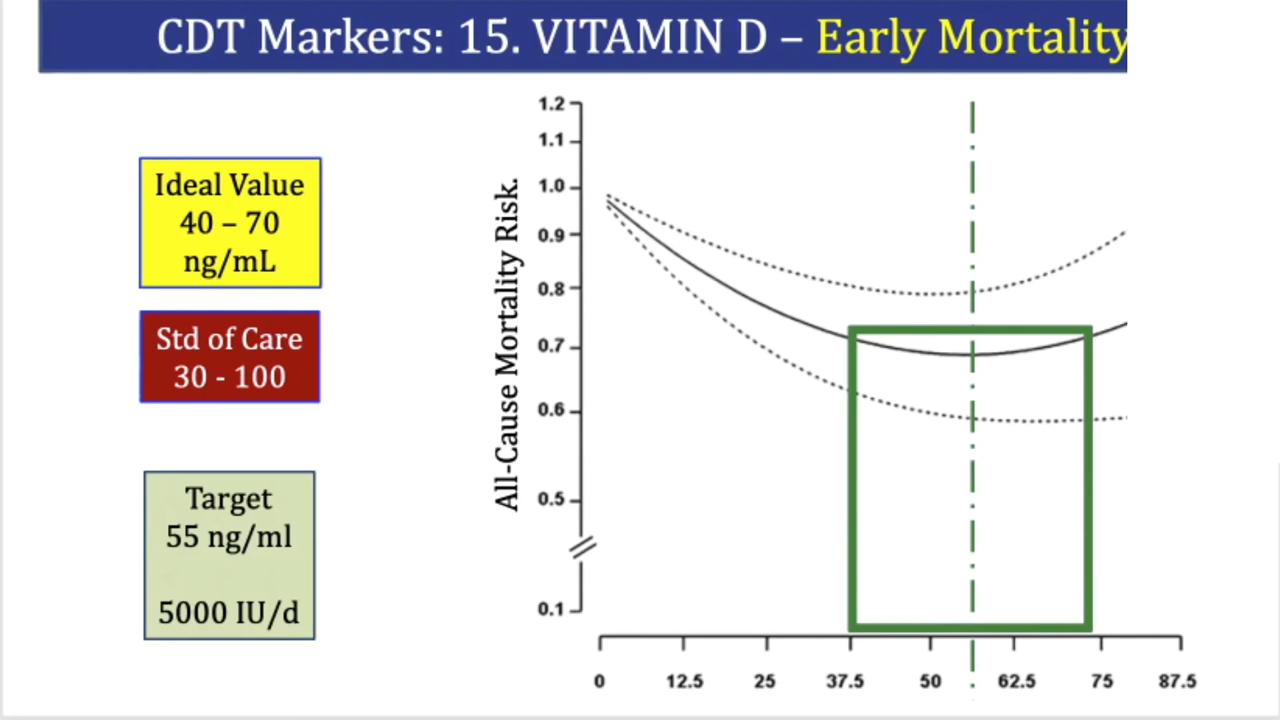 CDT Markers: 15. VITAMIN D – Early Mortality
Ideal Value
40 – 70
ng/mL
Std of Care
30 - 100
Target
55 ng/ml
5000 IU/d
All-Cause Mortality Risk.
1.2
1.1
1.0
0.9
0.8
0.7
0.6
0.5
0.1
0 12.5 25 37.5 50 62.5 75 87.5